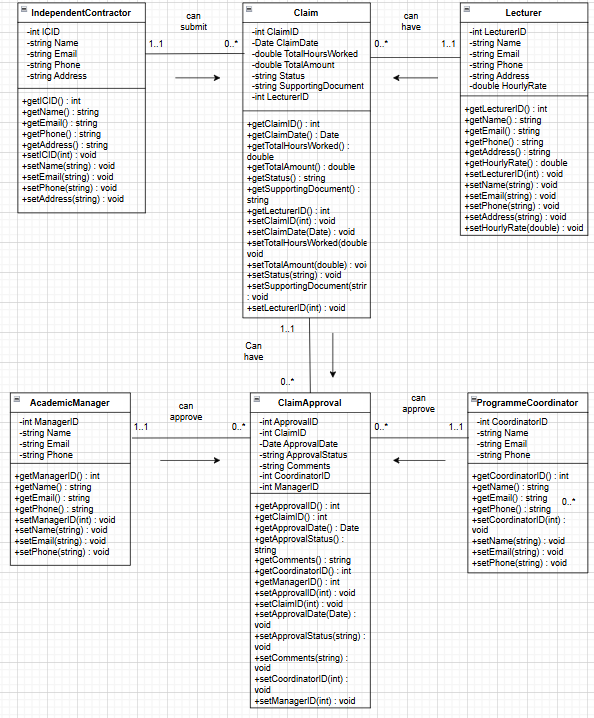 IndependentContractor
-int ICID
-string Name
-string Email
-string Phone
-string Address
+getICID() : int
+getName() : string
+getEmail() : string
+getPhone() : string
+getAddress() : string
+setICID(int) : void
+setName(string) : void
+setEmail(string) : void
+setPhone(string) : void
+setAddress(string) : void
can
submit
1..1
0..*
Claim
-int ClaimID
-Date ClaimDate
-double TotalHoursWorked
-double TotalAmount
-string Status
-string SupportingDocument
-int LecturerID
+getClaimID() : int
+getClaimDate() : Date
+getTotalHoursWorked() :
double
+getTotalAmount() : double
+getStatus() : string
+getSupportingDocument() :
string
+getLecturerID() : int
+setClaimID(int) : void
+setClaimDate(Date) : void
+setTotalHoursWorked(double
void
+setTotalAmount(double) : voi
+setStatus(string) : void
+setSupportingDocument(strir
: void
+setLecturerID(int) : void
can
have
0..*
1..1
Lecturer
-int LecturerID
-string Name
-string Email
-string Phone
-string Address
-double HourlyRate
+getLecturerID() : int
+getName() : string
+getEmail() : string
+getPhone() : string
+getAddress() : string
+getHourlyRate() : double
+setLecturerID(int) : void
+setName(string) : void
+setEmail(string) : void
+setPhone(string) : void
+setAddress(string) : void
+setHourlyRate(double) : void
1..1
Can
have
0..*
AcademicManager
-int ManagerID
-string Name
-string Email
-string Phone
+getManagerID() : int
+getName() : string
+getEmail() : string
+getPhone() : string
+setManagerID(int) : void
+setName(string) : void
+setEmail(string) : void
+setPhone(string) : void
can
approve
1..1
0..*
ClaimApproval
-int ApprovalID
-int ClaimID
-Date ApprovalDate
-string ApprovalStatus
-string Comments
-int CoordinatorID
-int ManagerID
+getApprovalID() : int
+getClaimID() : int
+getApprovalDate() : Date
+getApprovalStatus() :
string
+getComments() : string
+getCoordinatorID() : int
+getManagerID() : int
+setApprovalID(int) : void
+setClaimID(int) : void
+setApprovalDate(Date) :
void
+setApprovalStatus(string) :
void
+setComments(string) :
void
+setCoordinatorID(int) :
void
+setManagerID(int) : void
can
approve
0..*
1..1
ProgrammeCoordinator
-int CoordinatorID
-string Name
-string Email
-string Phone
+getCoordinatorID() : int
+getName() : string
+getEmail() : string
0..*
+getPhone() : string
+setCoordinatorID(int) :
void
+setName(string) : void
+setEmail(string) : void
+setPhone(string) : void